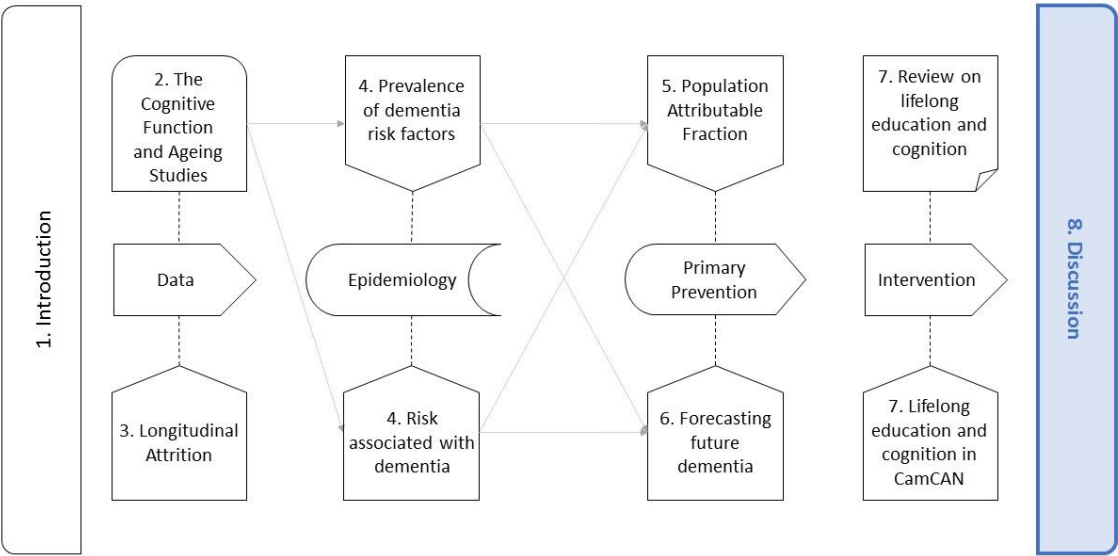 1. Introduction
2. The
Cognitive
Function
and Ageing
Studies
Data
3. Longitudinal
Attrition
4. Prevalence
of dementia
risk factors
Epidemiology
4. Risk
associated with
dementia
5. Population
Attributable
Fraction
Primary
Prevention
6. Forecasting
future
dementia
7. Review on
lifelong
education and
cognition
Intervention
7. Lifelong
education and
cognition in
CamCAN
8. Discussion